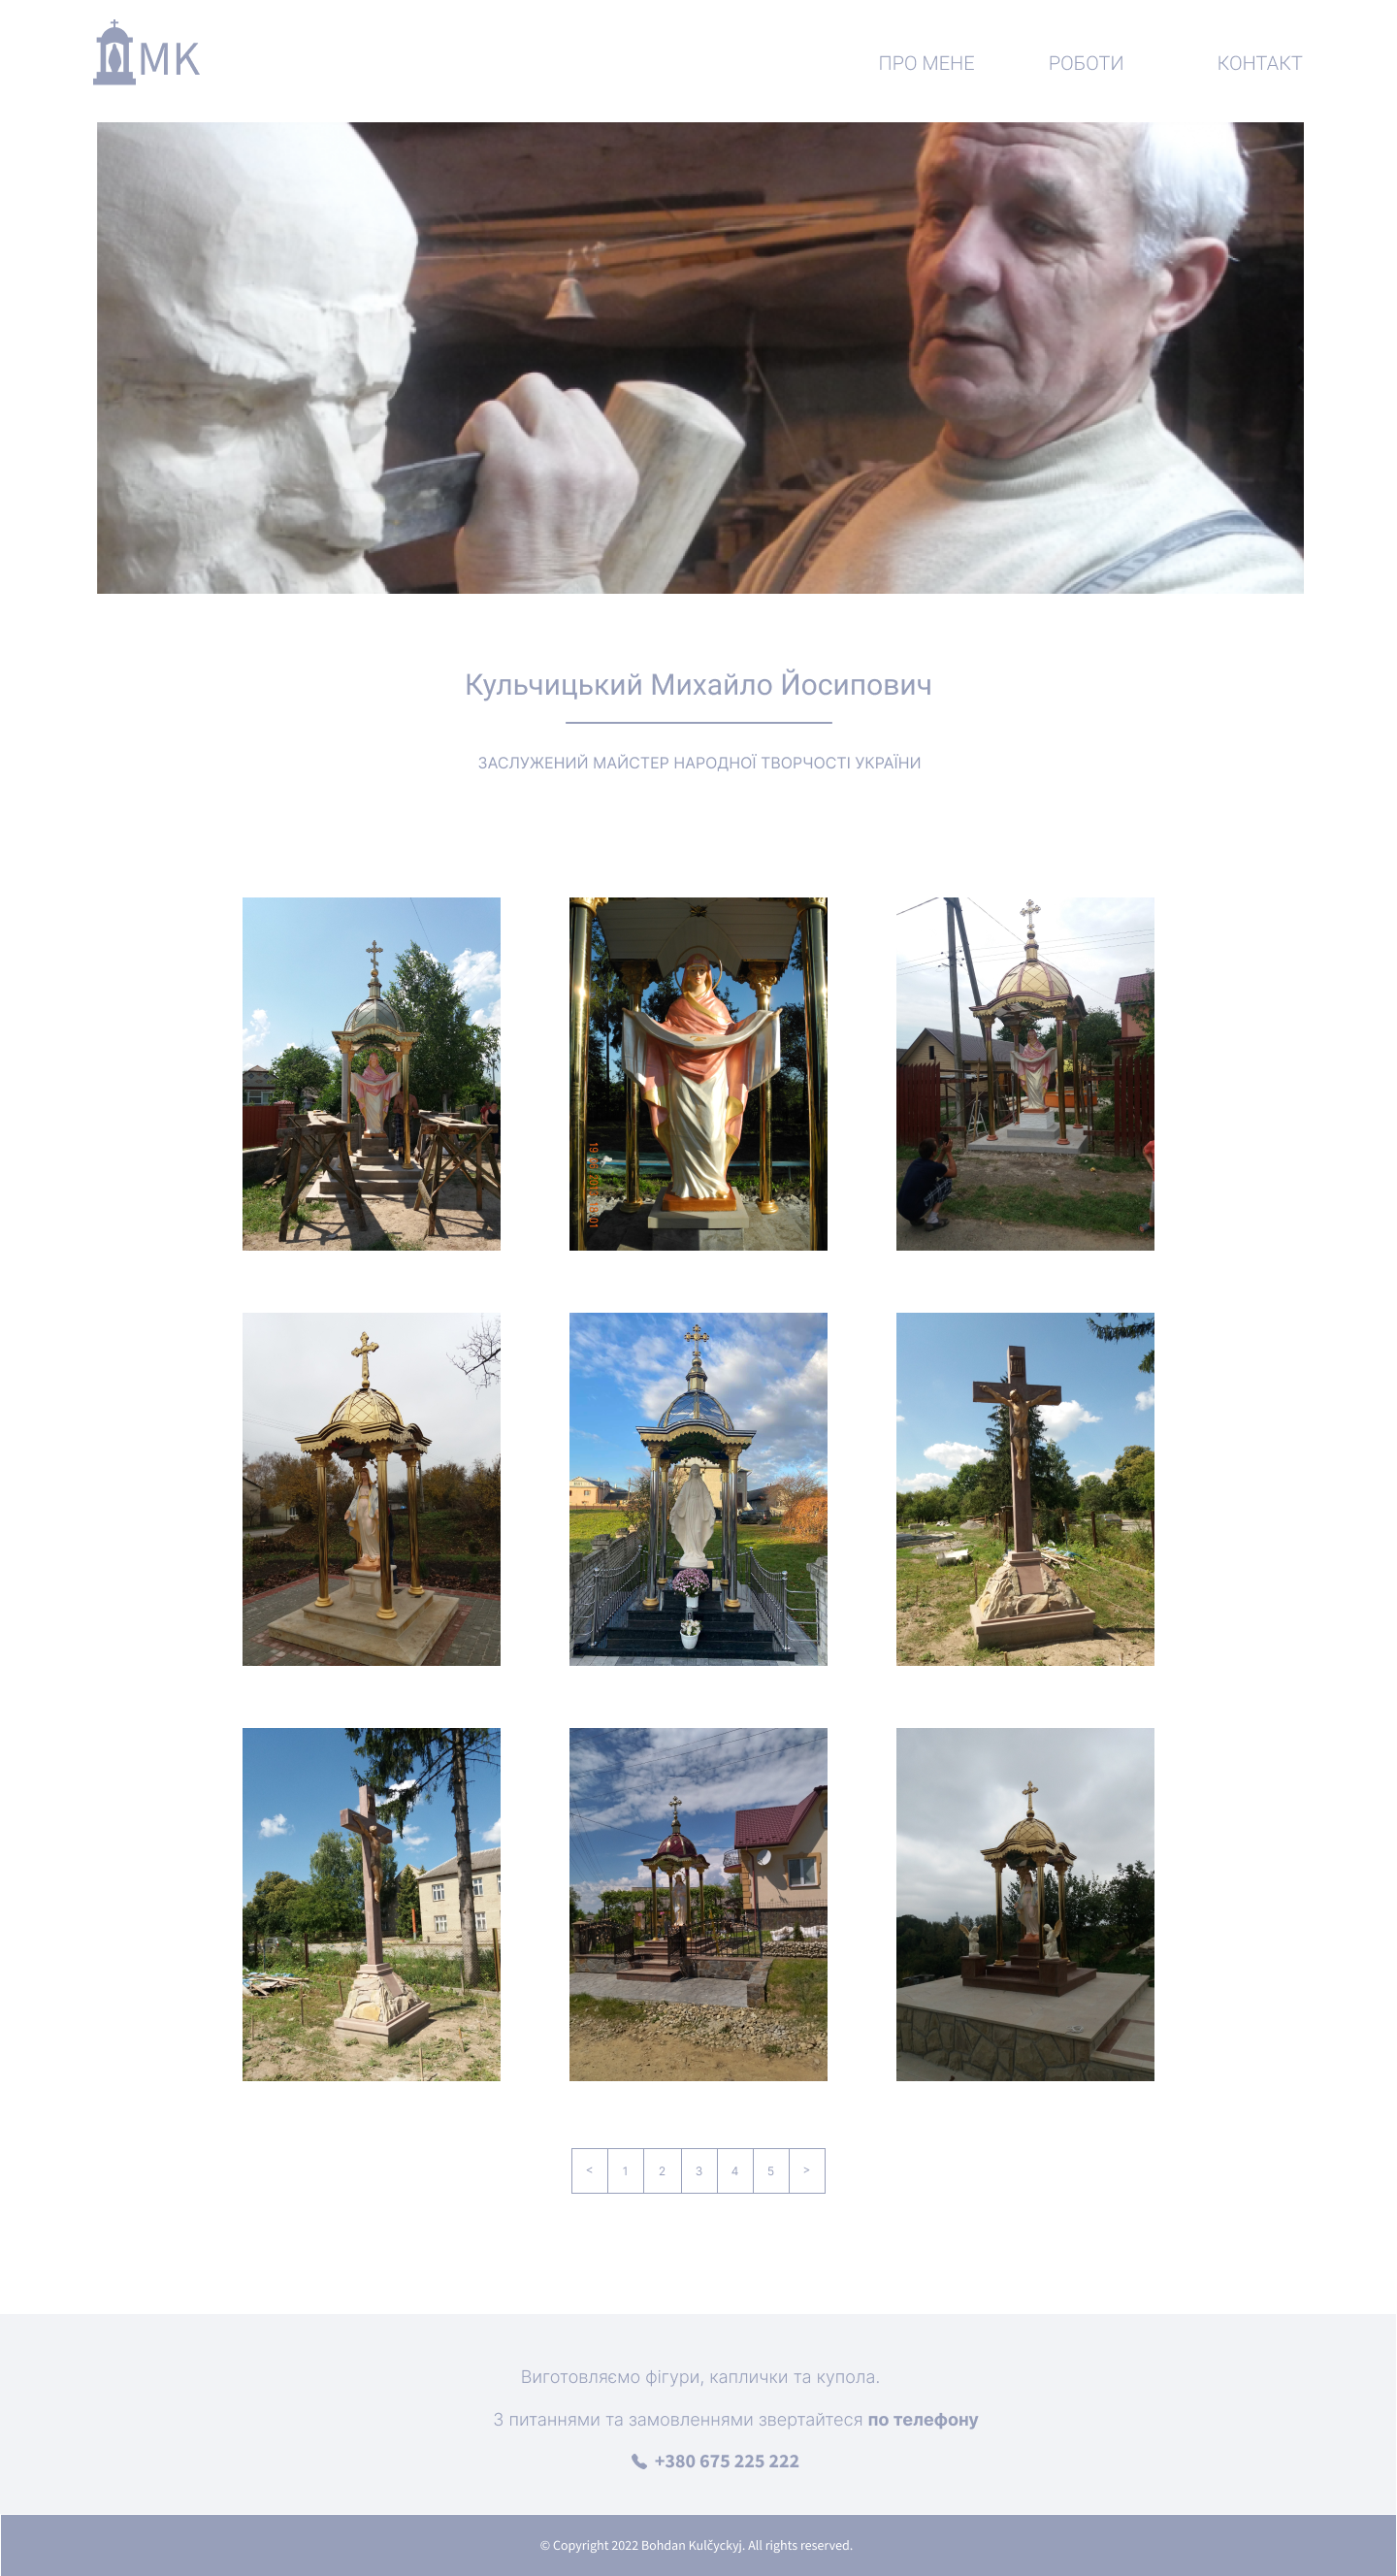 МК
ПРО МЕНЕ РОБОТИ КОНТАКТ
Кульчицький Михайло Йосипович
ЗАСЛУЖЕНИЙ МАЙСТЕР НАРОДНОЇ ТВОРЧОСТІ УКРАЇНИ
< 1 2 3 4 5 >
Виготовляємо фігури, каплички та купола.
З питаннями та замовленнями звертайтеся по телефону
+380 675 225 222
© Copyright 2022 Bohdan Kulčyckyj. All rights reserved.